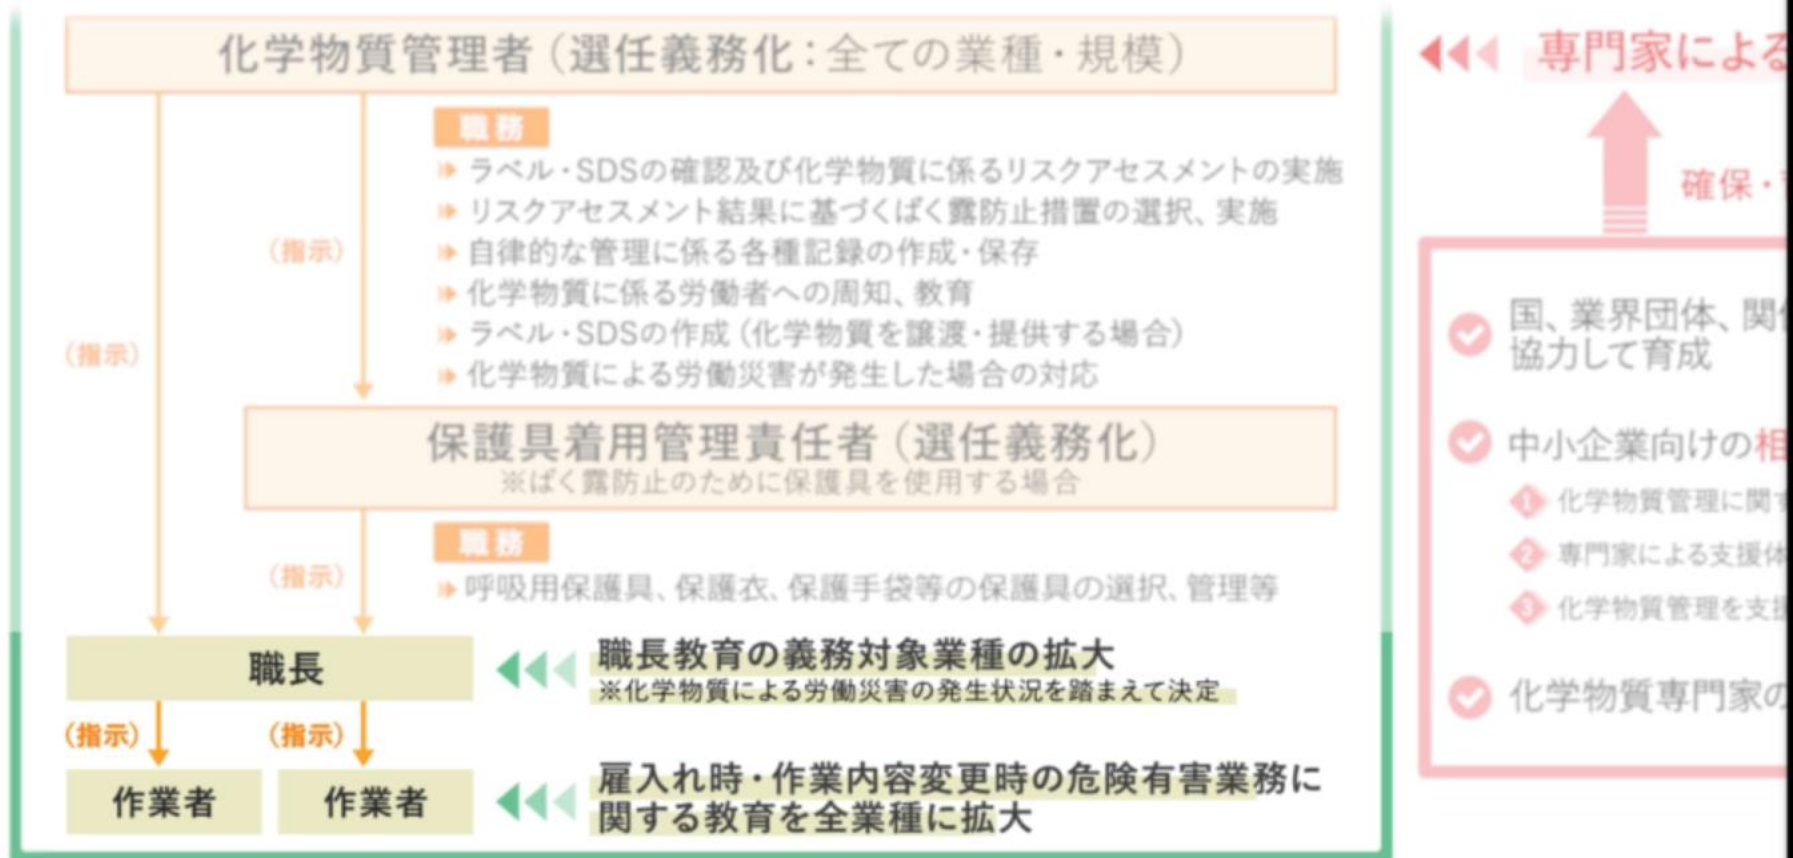 化学物質管理者（選任義務化：全ての業種・規模）
職務
ラベル・SDSの確認及び化学物質に係るリスクアセスメントの実施
リスクアセスメント結果に基づくばく露防止措置の選択、実施
（指示）
自律的な管理に係る各種記録の作成・保存
化学物質に係る労働者への周知、教育
（指示）
ラベル・SDSの作成（化学物質を譲渡・提供する場合）
化学物質による労働災害が発生した場合の対応
保護具着用管理責任者（選任義務化）
※ばく露防止のために保護具を使用する場合
職務
（指示）
呼吸用保護具、保護衣、保護手袋等の保護具の選択、管理等
職長
職長教育の義務対象業種の拡大
※化学物質による労働災害の発生状況を踏まえて決定
（指示）
（指示）
作業者
作業者
雇入れ時・作業内容変更時の危険有害業務に
関する教育を全業種に拡大
専門家による
確保・
国、業界団体、関
協力して育成
中小企業向けの相
1 化学物質管理に関す
2 専門家による支援体
3 化学物質管理を支援
化学物質専門家の